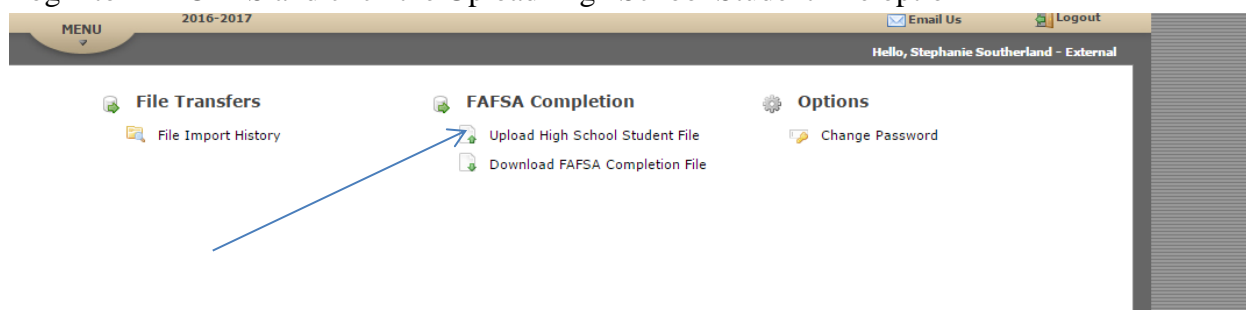 2016-2017
MENU
Email Us
Logout
Hello, Stephanie Southerland - External
File Transfers
File Import History
FAFSA Completion
Upload High School Student File
Download FAFSA Completion File
Options
Change Password